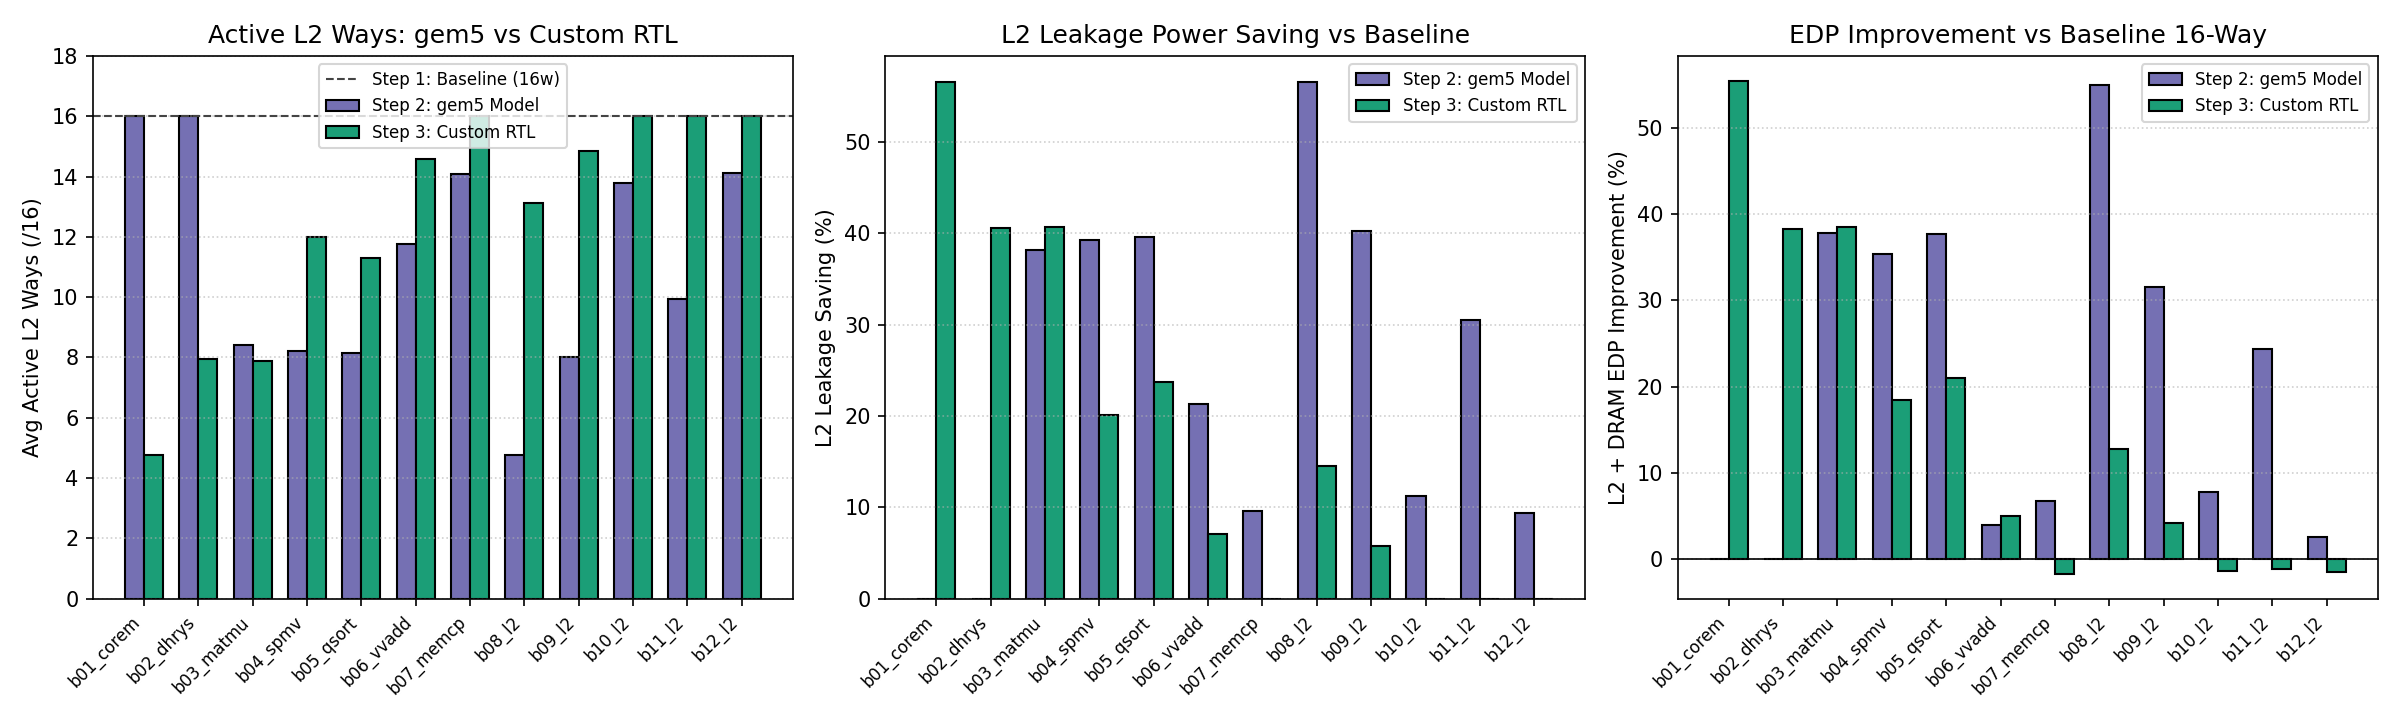 Active L2 Ways: gem5 vs Custom RTL
Avg Active L2 Ways (/16)
18
16
14
12
10
8
6
4
2
0
Step 1: Baseline (16w)
Step 2: gem5 Model
Step 3: Custom RTL
b01_corem
b02_dhrys
b03_matmu
b04_spmv
b05_qsort
b06_vvadd
b07_memcp
b08_l2
b09_l2
b10_l2
b11_l2
b12_l2
L2 Leakage Power Saving vs Baseline
L2 Leakage Saving (%)
50
40
30
20
10
0
Step 2: gem5 Model
Step 3: Custom RTL
b01_corem
b02_dhrys
b03_matmu
b04_spmv
b05_qsort
b06_vvadd
b07_memcp
b08_l2
b09_l2
b10_l2
b11_l2
b12_l2
EDP Improvement vs Baseline 16-Way
L2 + DRAM EDP Improvement (%)
50
40
30
20
10
0
Step 2: gem5 Model
Step 3: Custom RTL
b01_corem
b02_dhrys
b03_matmu
b04_spmv
b05_qsort
b06_vvadd
b07_memcp
b08_l2
b09_l2
b10_l2
b11_l2
b12_l2